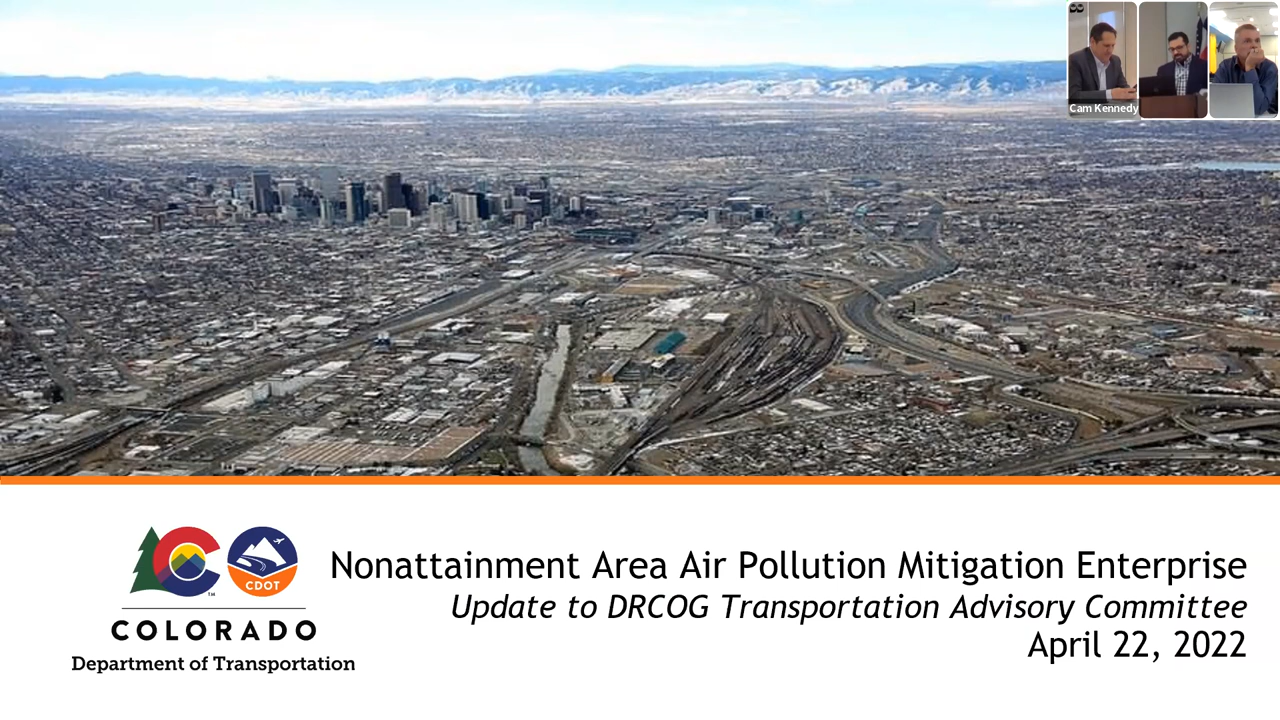 Cam Kennedy
Nonattainment Area Air Pollution Mitigation Enterprise
Update to DRCOG Transportation Advisory Committee
April 22, 2022
CDOT
TM
COLORADO
Department of Transportation